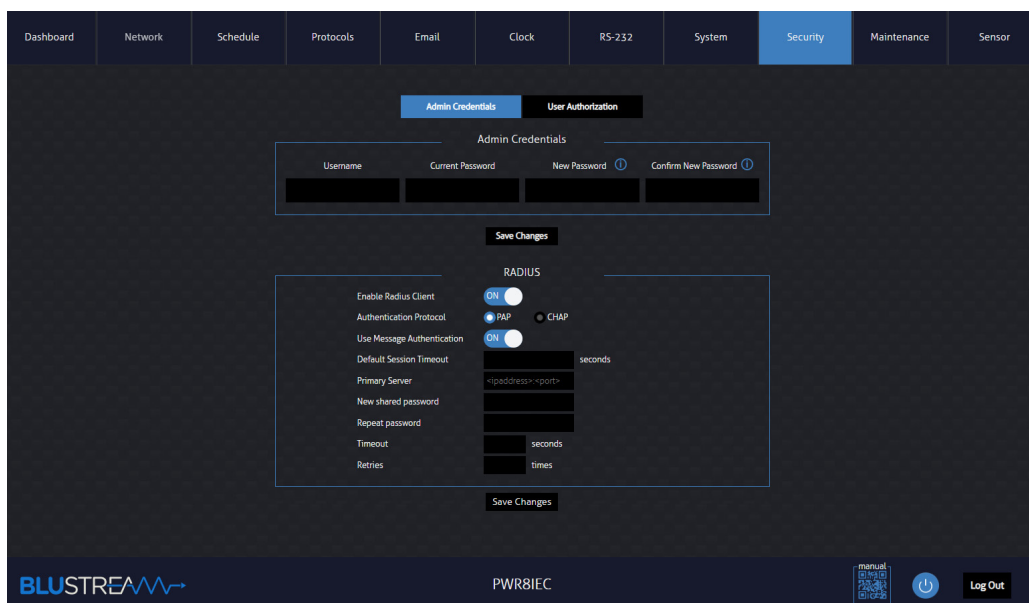 Dashboard Network Schedule Protocols Email Clock RS-232 System Security Maintenance Sensor
Admin Credentials User Authorization
Admin Credentials
Username Current Password New Password Confirm New Password
Save Changes
RADIUS
Enable Radius Client ON
Authentication Protocol PAP CHAP
Use Message Authentication ON
Default Session Timeout seconds
Primary Server <ipaddress>:<port>
New shared password
Repeat password
Timeout seconds
Retries times
Save Changes
manual
BLUSTREAM PWR8IEC Log Out